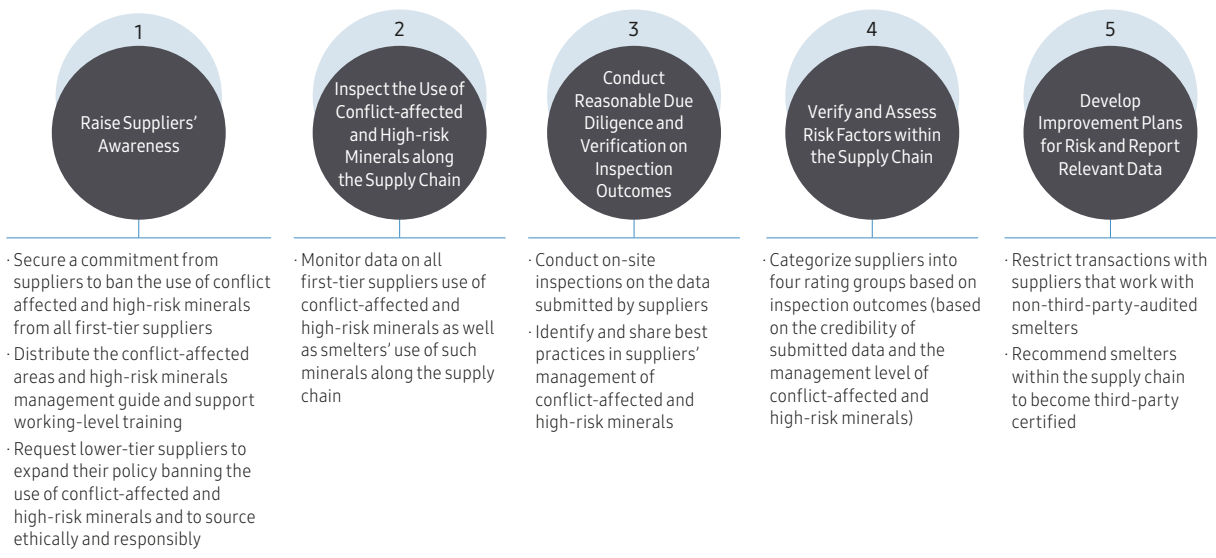 1
Raise Suppliers'
Awareness
· Secure a commitment from
suppliers to ban the use of conflict
affected and high-risk minerals
from all first-tier suppliers
· Distribute the conflict-affected
areas and high-risk minerals
management guide and support
working-level training
· Request lower-tier suppliers to
expand their policy banning the
use of conflict-affected and
high-risk minerals and to source
ethically and responsibly
2
Inspect the Use of
Conflict-affected
and High-risk
Minerals along
the Supply Chain
· Monitor data on all
first-tier suppliers use of
conflict-affected and
high-risk minerals as well
as smelters' use of such
minerals along the supply
chain
3
Conduct
Reasonable Due
Diligence and
Verification on
Inspection
Outcomes
· Conduct on-site
inspections on the data
submitted by suppliers
· Identify and share best
practices in suppliers'
management of
conflict-affected and
high-risk minerals
4
Verify and Assess
Risk Factors within
the Supply Chain
· Categorize suppliers into
four rating groups based on
inspection outcomes (based
on the credibility of
submitted data and the
management level of
conflict-affected and
high-risk minerals)
5
Develop
Improvement Plans
for Risk and Report
Relevant Data
· Restrict transactions with
suppliers that work with
non-third-party-audited
smelters
· Recommend smelters
within the supply chain
to become third-party
certified